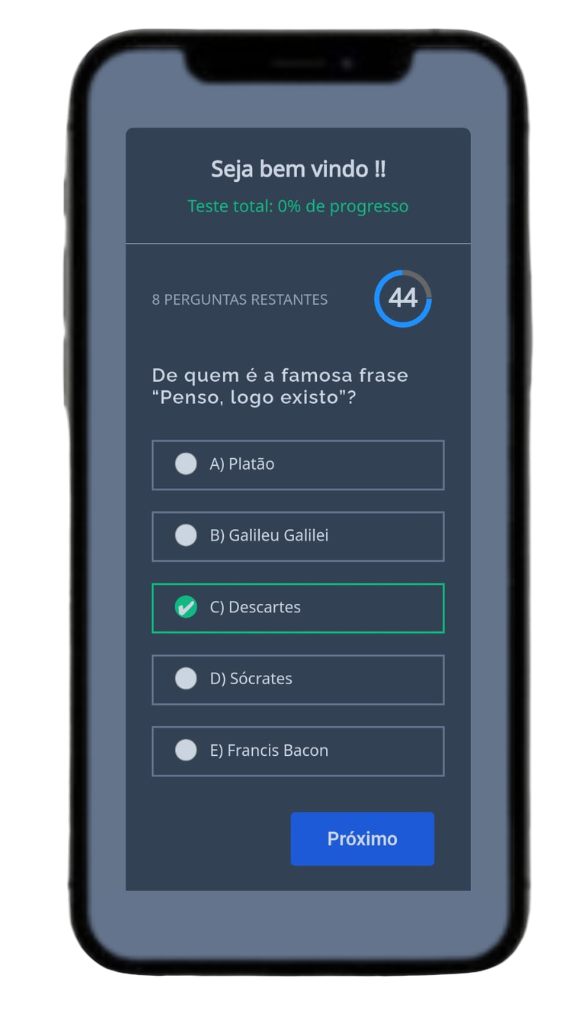 Seja bem vindo !!
Teste total: 0% de progresso
8 PERGUNTAS RESTANTES
44
De quem é a famosa frase
“Penso, logo existo”?
A) Platão
B) Galileu Galilei
C) Descartes
D) Sócrates
E) Francis Bacon
Próximo